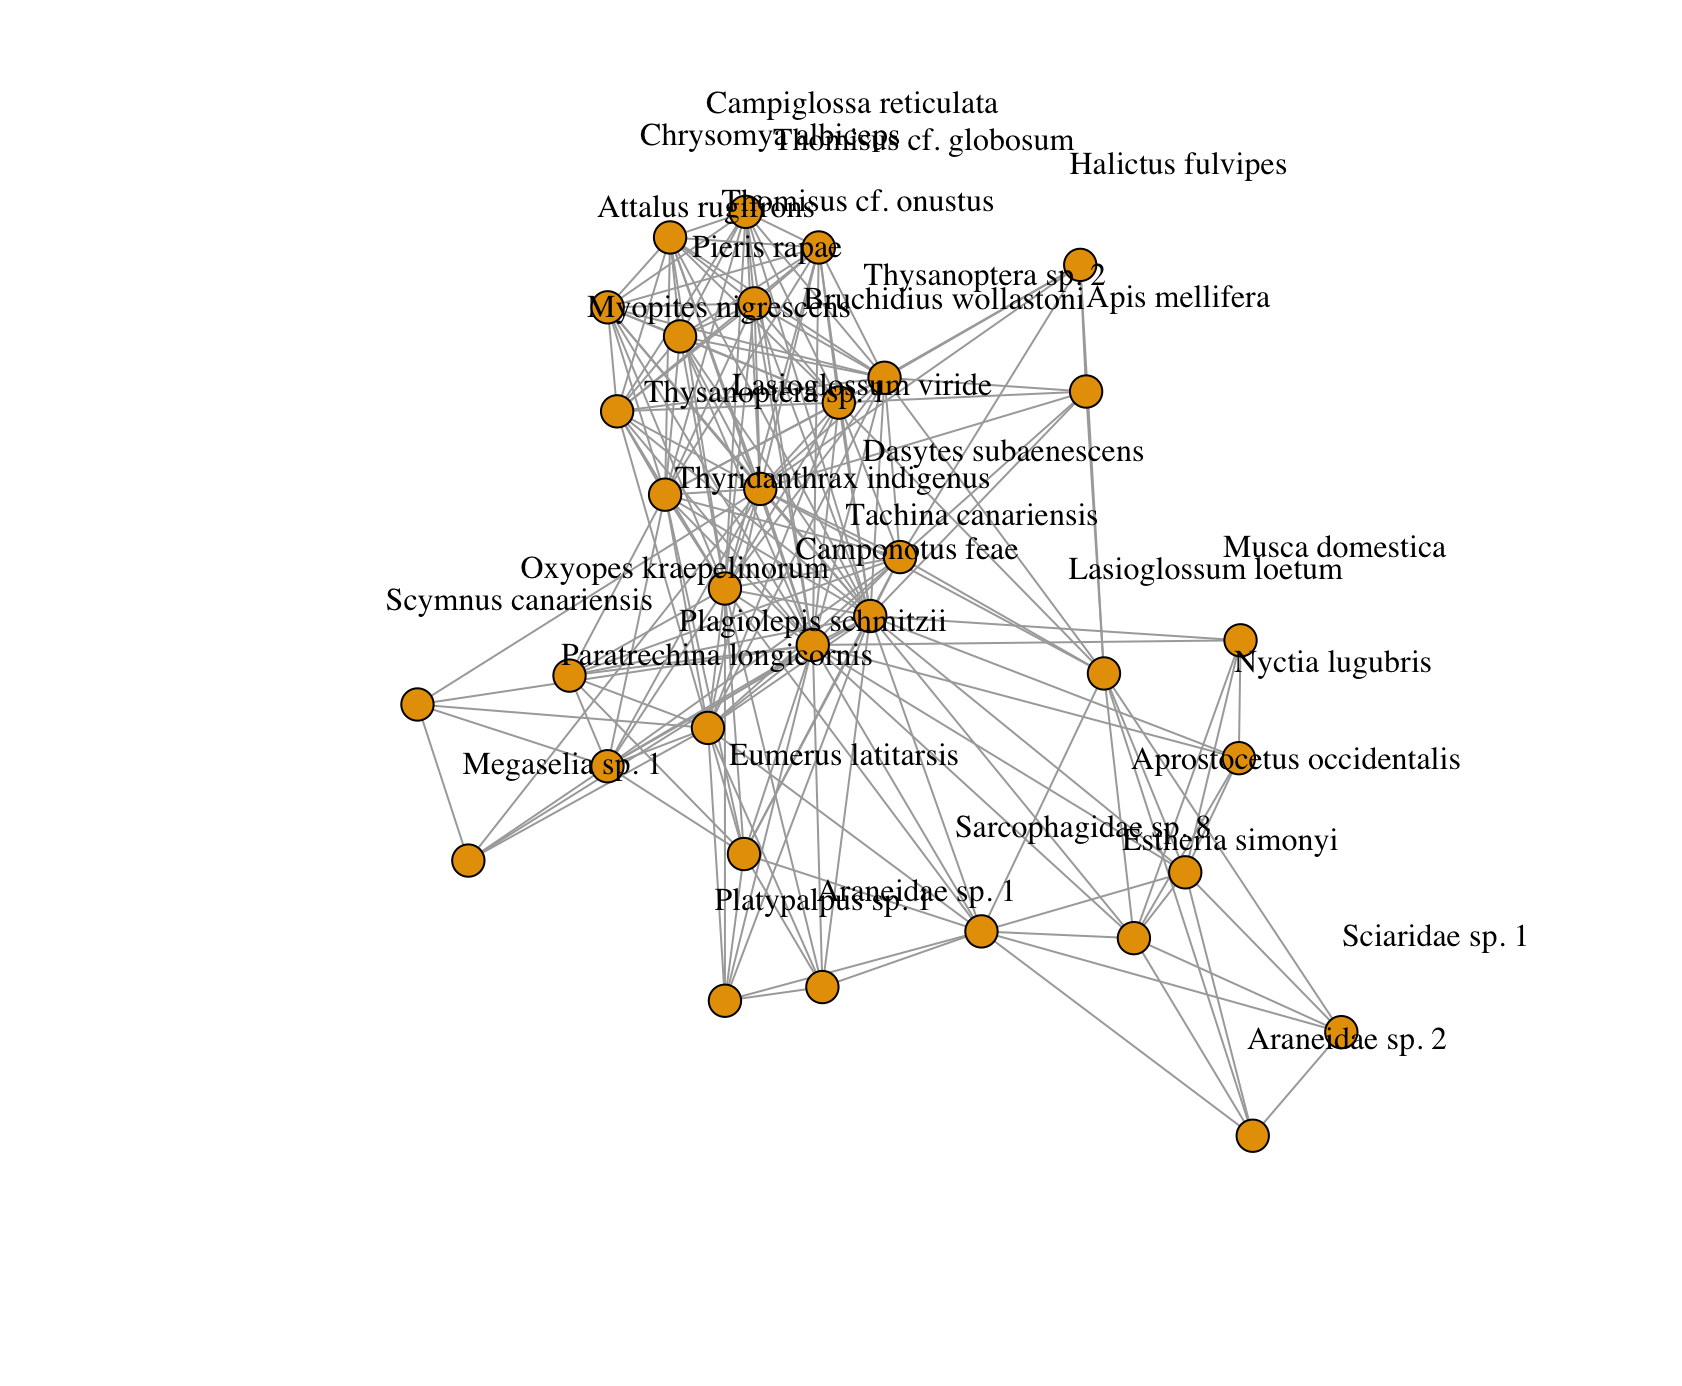 Campiglossa reticulata
Chrysomya albiceps
Thomisus cf. globosum
Halictus fulvipes
Thomisus cf. onustus
Attalus rugifrons
Pieris rapae
Thysanoptera sp. 2
Bruchidius wollastoni
Apis mellifera
Myopites nigrescens
Lasioglossum viride
Thysanoptera sp. 1
Dasytes subaenescens
Thyridanthrax indigenus
Tachina canariensis
Camponotus feae
Musca domestica
Oxyopes kraepelinorum
Lasioglossum loetum
Scymnus canariensis
Plagiolepis schmitzii
Paratrechina longicornis
Nyctia lugubris
Eumerus latitarsis
Aprostocetus occidentalis
Megaselia sp. 1
Sarcophagidae sp. 8
Estheria simonyi
Araneidae sp. 1
Platypalpus sp. 1
Sciaridae sp. 1
Araneidae sp. 2